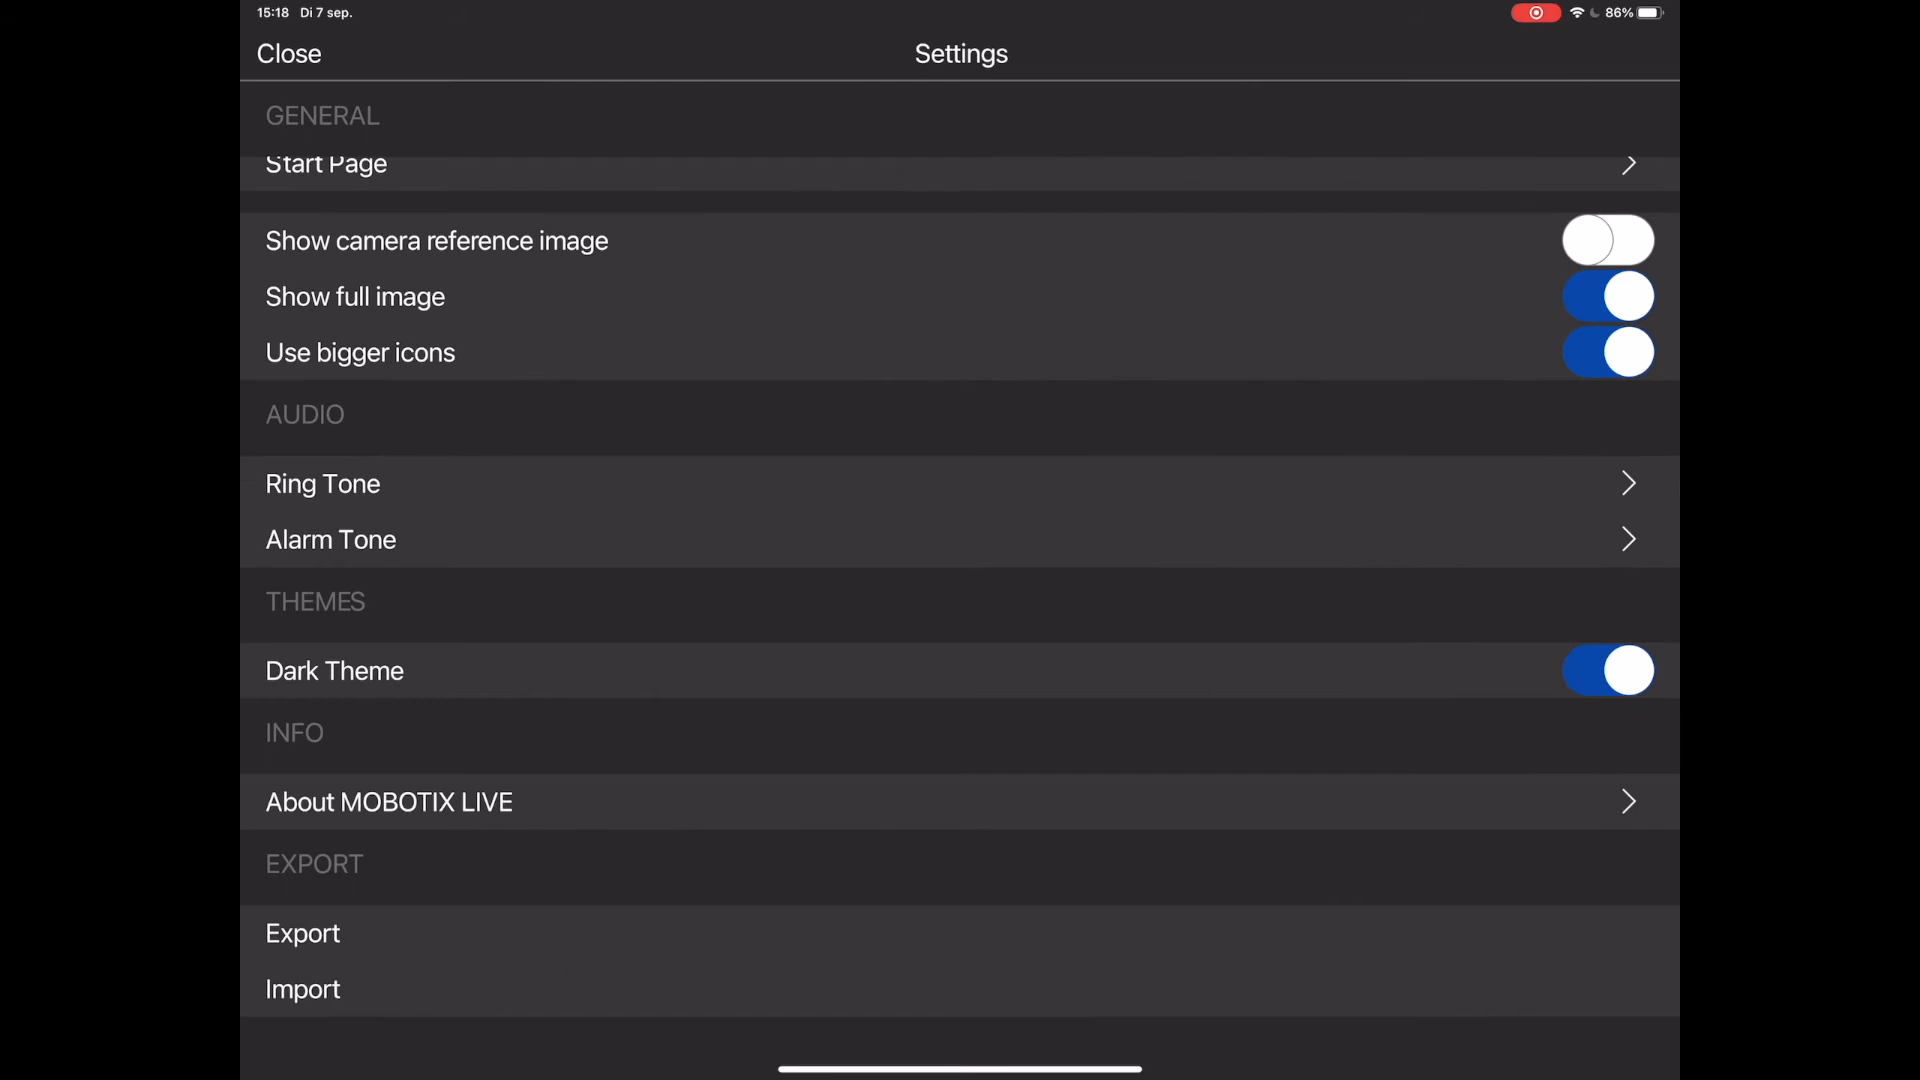 15:18 Di 7 sep. 86%
Close Settings
GENERAL
Start Page
Show camera reference image
Show full image
Use bigger icons
AUDIO
Ring Tone
Alarm Tone
THEMES
Dark Theme
INFO
About MOBOTIX LIVE
EXPORT
Export
Import